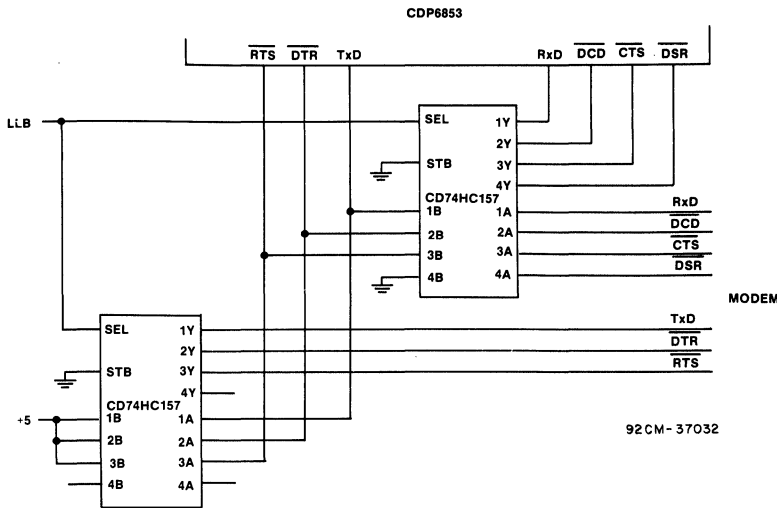 CDP6853
RTS DTR TxD RxD DCD CTS DSR
LLB
SEL 1Y
2Y
STB 3Y
4Y
CD74HC157
1B 1A RxD
2B 2A DCD
3B 3A CTS
4B 4A DSR
MODEM
SEL 1Y TxD
2Y DTR
STB 3Y RTS
4Y
CD74HC157
+5 1B 1A
2B 2A
3B 3A
4B 4A
92CM-37032